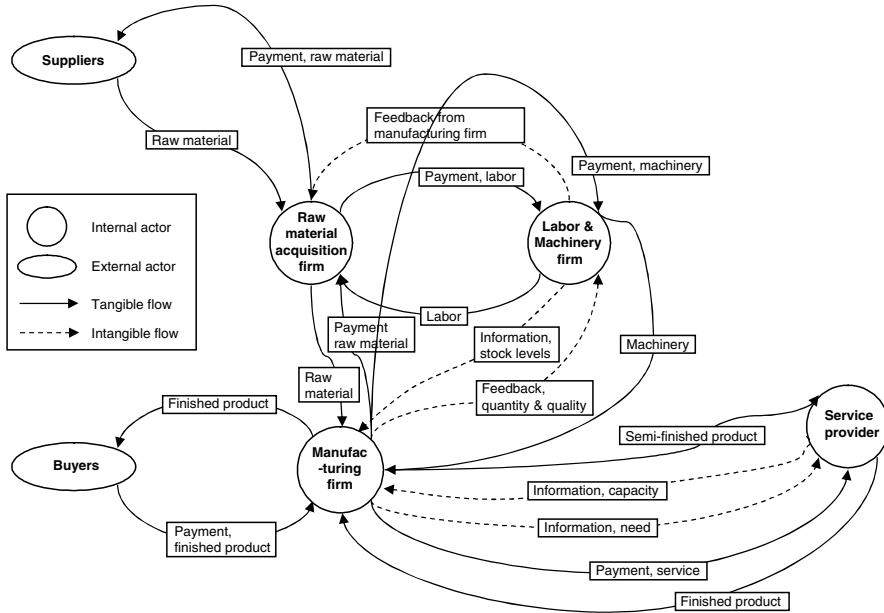 Suppliers
Payment, raw material
Raw material
Feedback from
manufacturing firm
Payment, machinery
Payment, labor
Internal actor
External actor
Tangible flow
Intangible flow
Raw
material
acquisition
firm
Labor &
Machinery
firm
Labor
Payment
raw material
Information,
stock levels
Machinery
Raw
material
Feedback,
quantity & quality
Finished product
Buyers
Payment,
finished product
Manufac
-turing
firm
Semi-finished product
Service
provider
Information, capacity
Information, need
Payment, service
Finished product